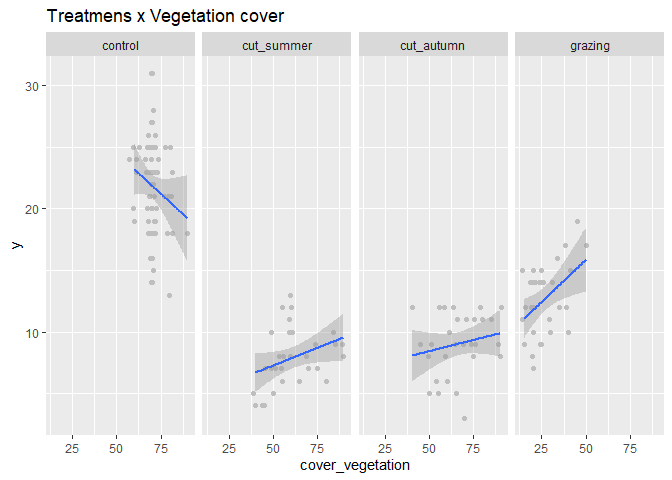 Treatmens x Vegetation cover
control cut_summer cut_autumn grazing
30
20
10
y
25 50 75 25 50 75 25 50 75 25 50 75
cover_vegetation